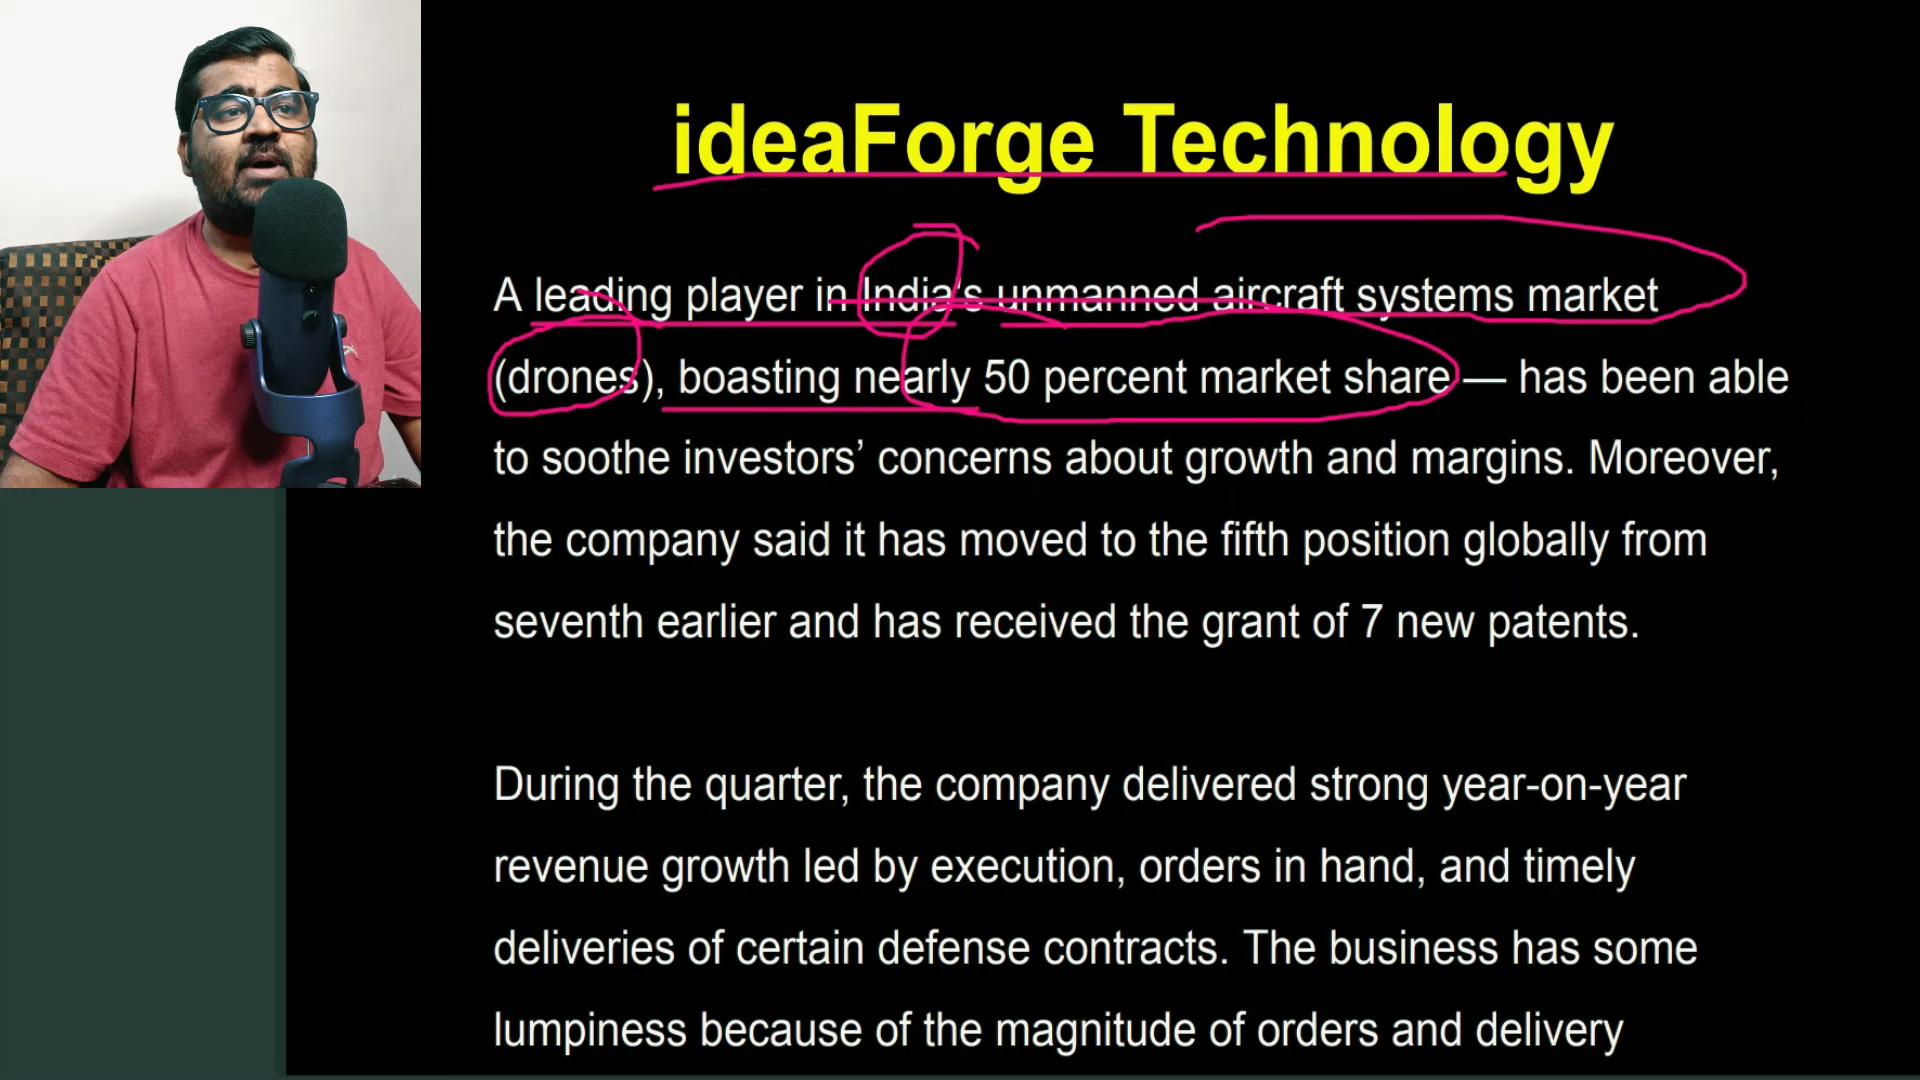 ideaForge Technology
A leading player in India's unmanned aircraft systems market
(drones), boasting nearly 50 percent market share — has been able
to soothe investors’ concerns about growth and margins. Moreover,
the company said it has moved to the fifth position globally from
seventh earlier and has received the grant of 7 new patents.
During the quarter, the company delivered strong year-on-year
revenue growth led by execution, orders in hand, and timely
deliveries of certain defense contracts. The business has some
lumpiness because of the magnitude of orders and delivery